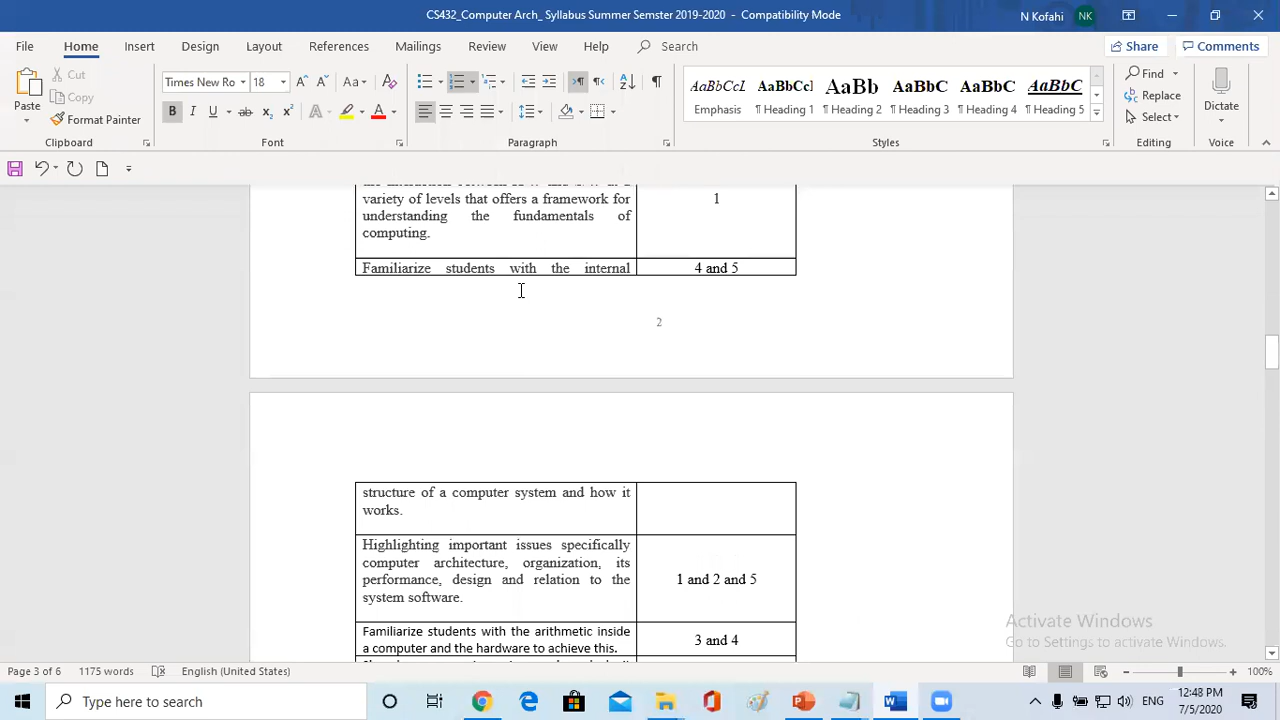 CS432_Computer Arch_ Syllabus Summer Semster 2019-2020 - Compatibility Mode
N Kofahi NK
File Home Insert Design Layout References Mailings Review View Help Search Share Comments
Paste
Cut
Copy
Format Painter
Times New Ro 18
Aa
B I U ab x₂ x² A A
AaBbCcL AaBbCc AaBb AaBbCc AaBbC AaBbC
Emphasis ¶ Heading 1 ¶ Heading 2 ¶ Heading 3 ¶ Heading 4 ¶ Heading 5
Find
Replace
Select
Dictate
Clipboard Font Paragraph Styles Editing Voice
variety of levels that offers a framework for
understanding the fundamentals of
computing.
1
Familiarize students with the internal
4 and 5
2
structure of a computer system and how it
works.
Highlighting important issues specifically
computer architecture, organization, its
performance, design and relation to the
system software.
1 and 2 and 5
Familiarize students with the arithmetic inside
a computer and the hardware to achieve this.
3 and 4
Activate Windows
Go to Settings to activate Windows.
Page 3 of 6 1175 words English (United States) 100%
Type here to search
ENG
12:48 PM
7/5/2020